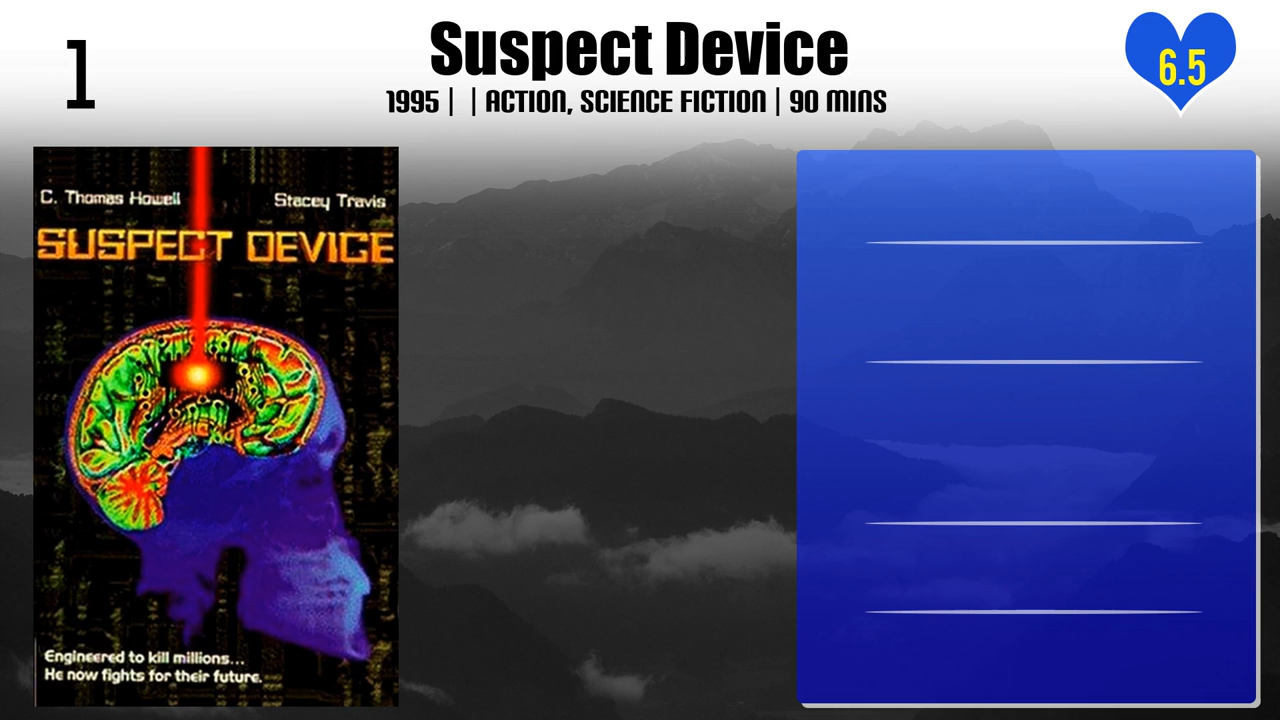 1
Suspect Device
6.5
1995 | | ACTION, SCIENCE FICTION | 90 MINS
C. Thomas Howell
Stacey Travis
SUSPECT DEVICE
Engineered to kill millions...
He now fights for their future.